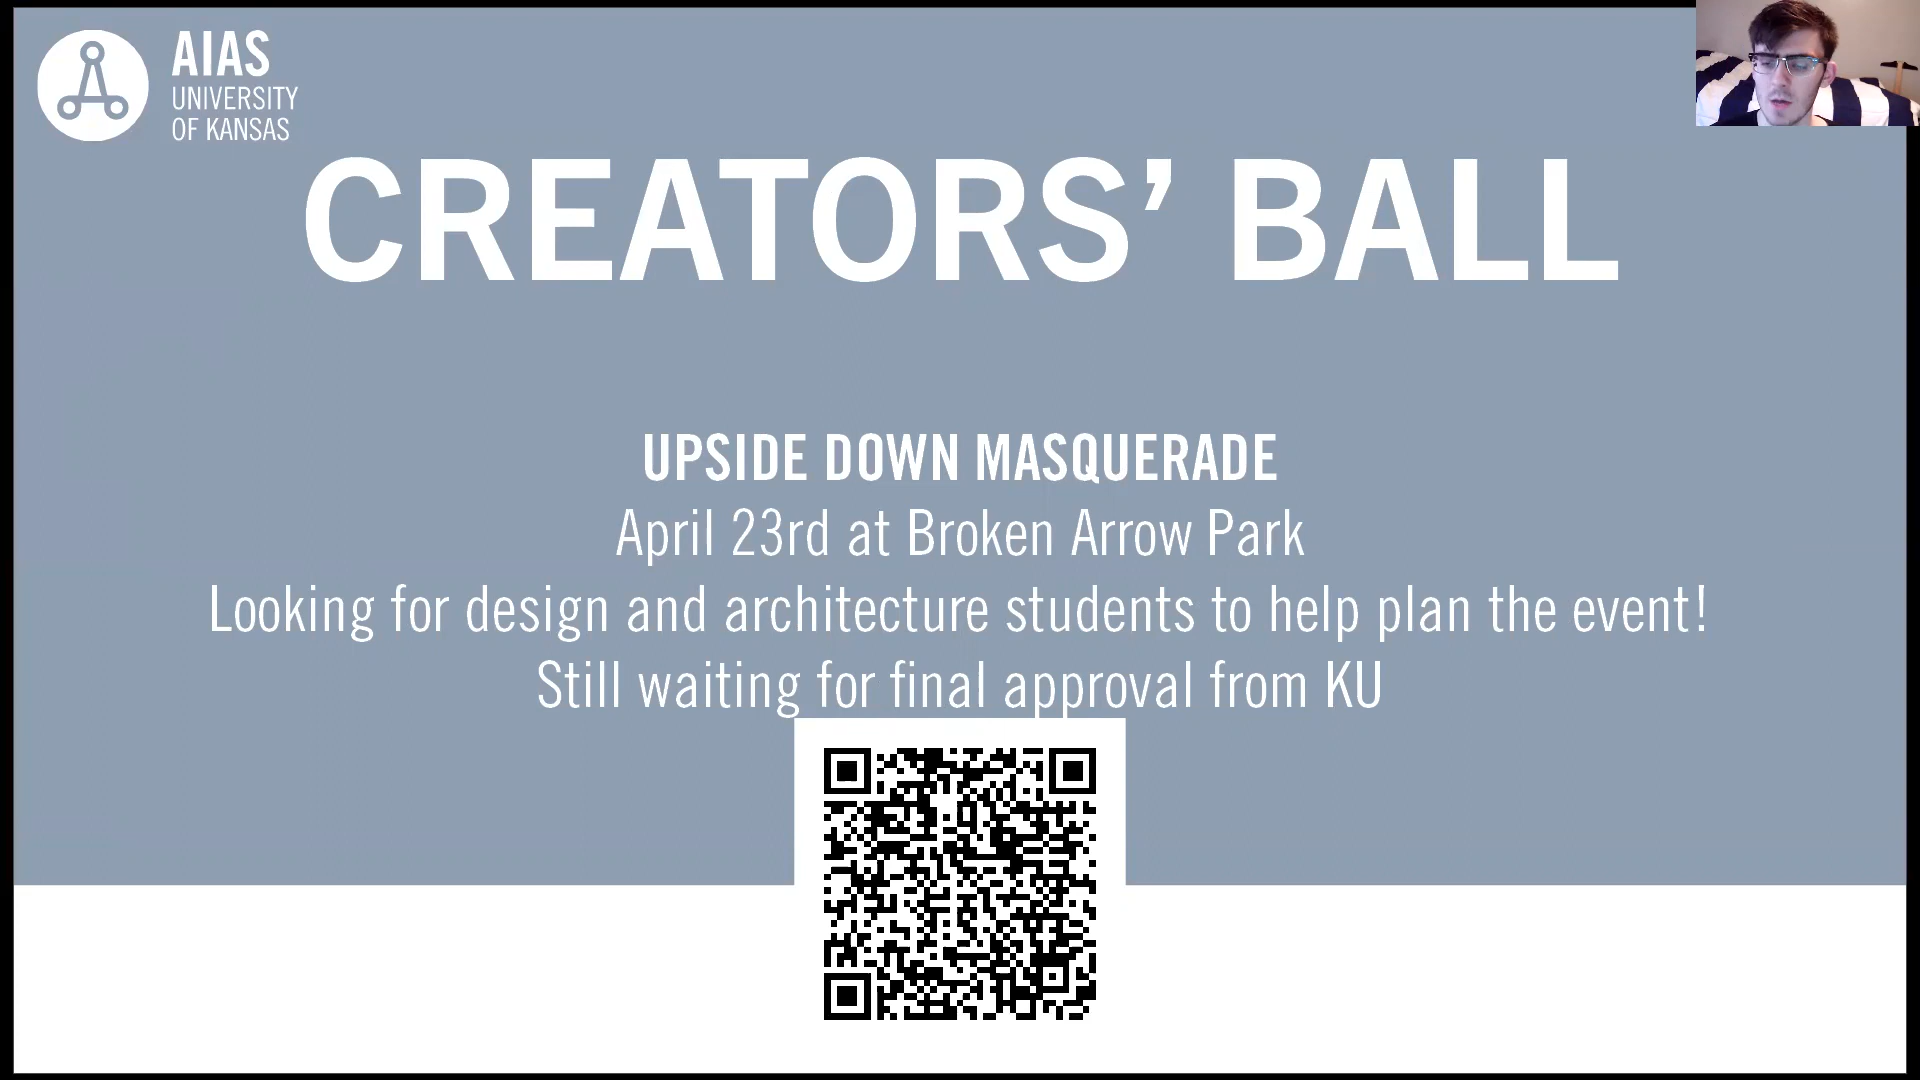 AIAS
UNIVERSITY
OF KANSAS
CREATORS’ BALL
UPSIDE DOWN MASQUERADE
April 23rd at Broken Arrow Park
Looking for design and architecture students to help plan the event!
Still waiting for final approval from KU